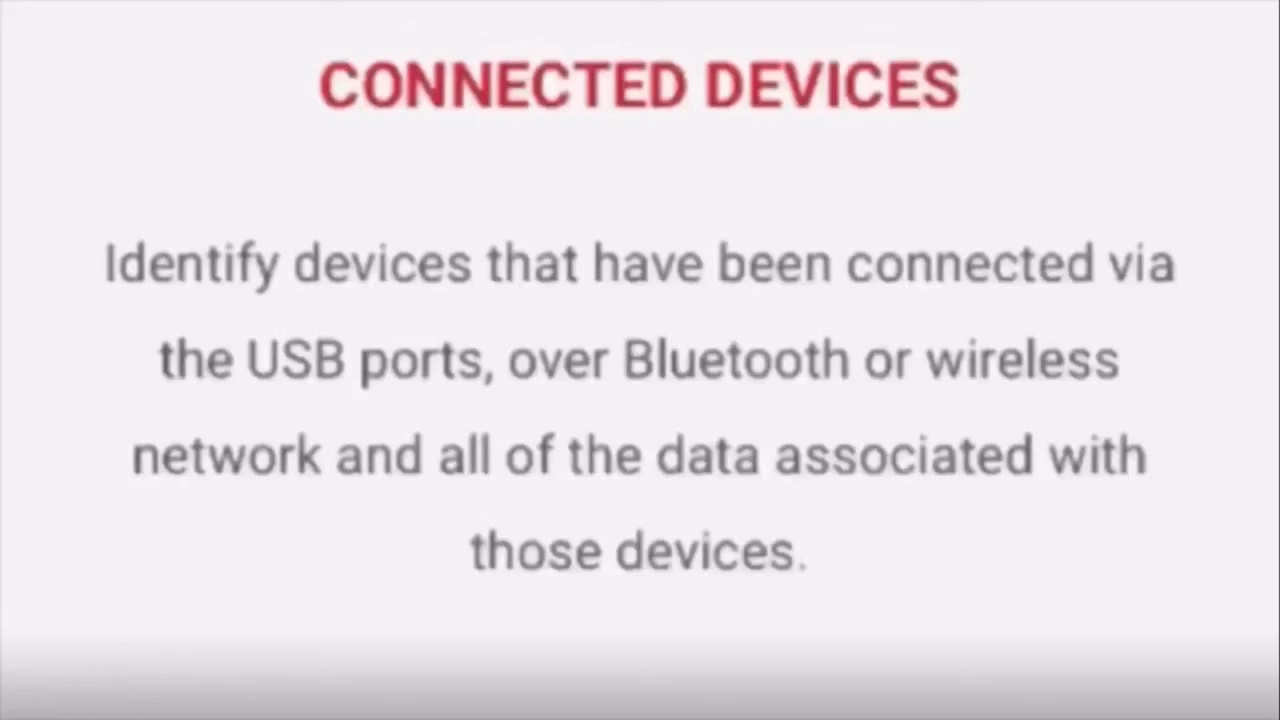 CONNECTED DEVICES
Identify devices that have been connected via
the USB ports, over Bluetooth or wireless
network and all of the data associated with
those devices.